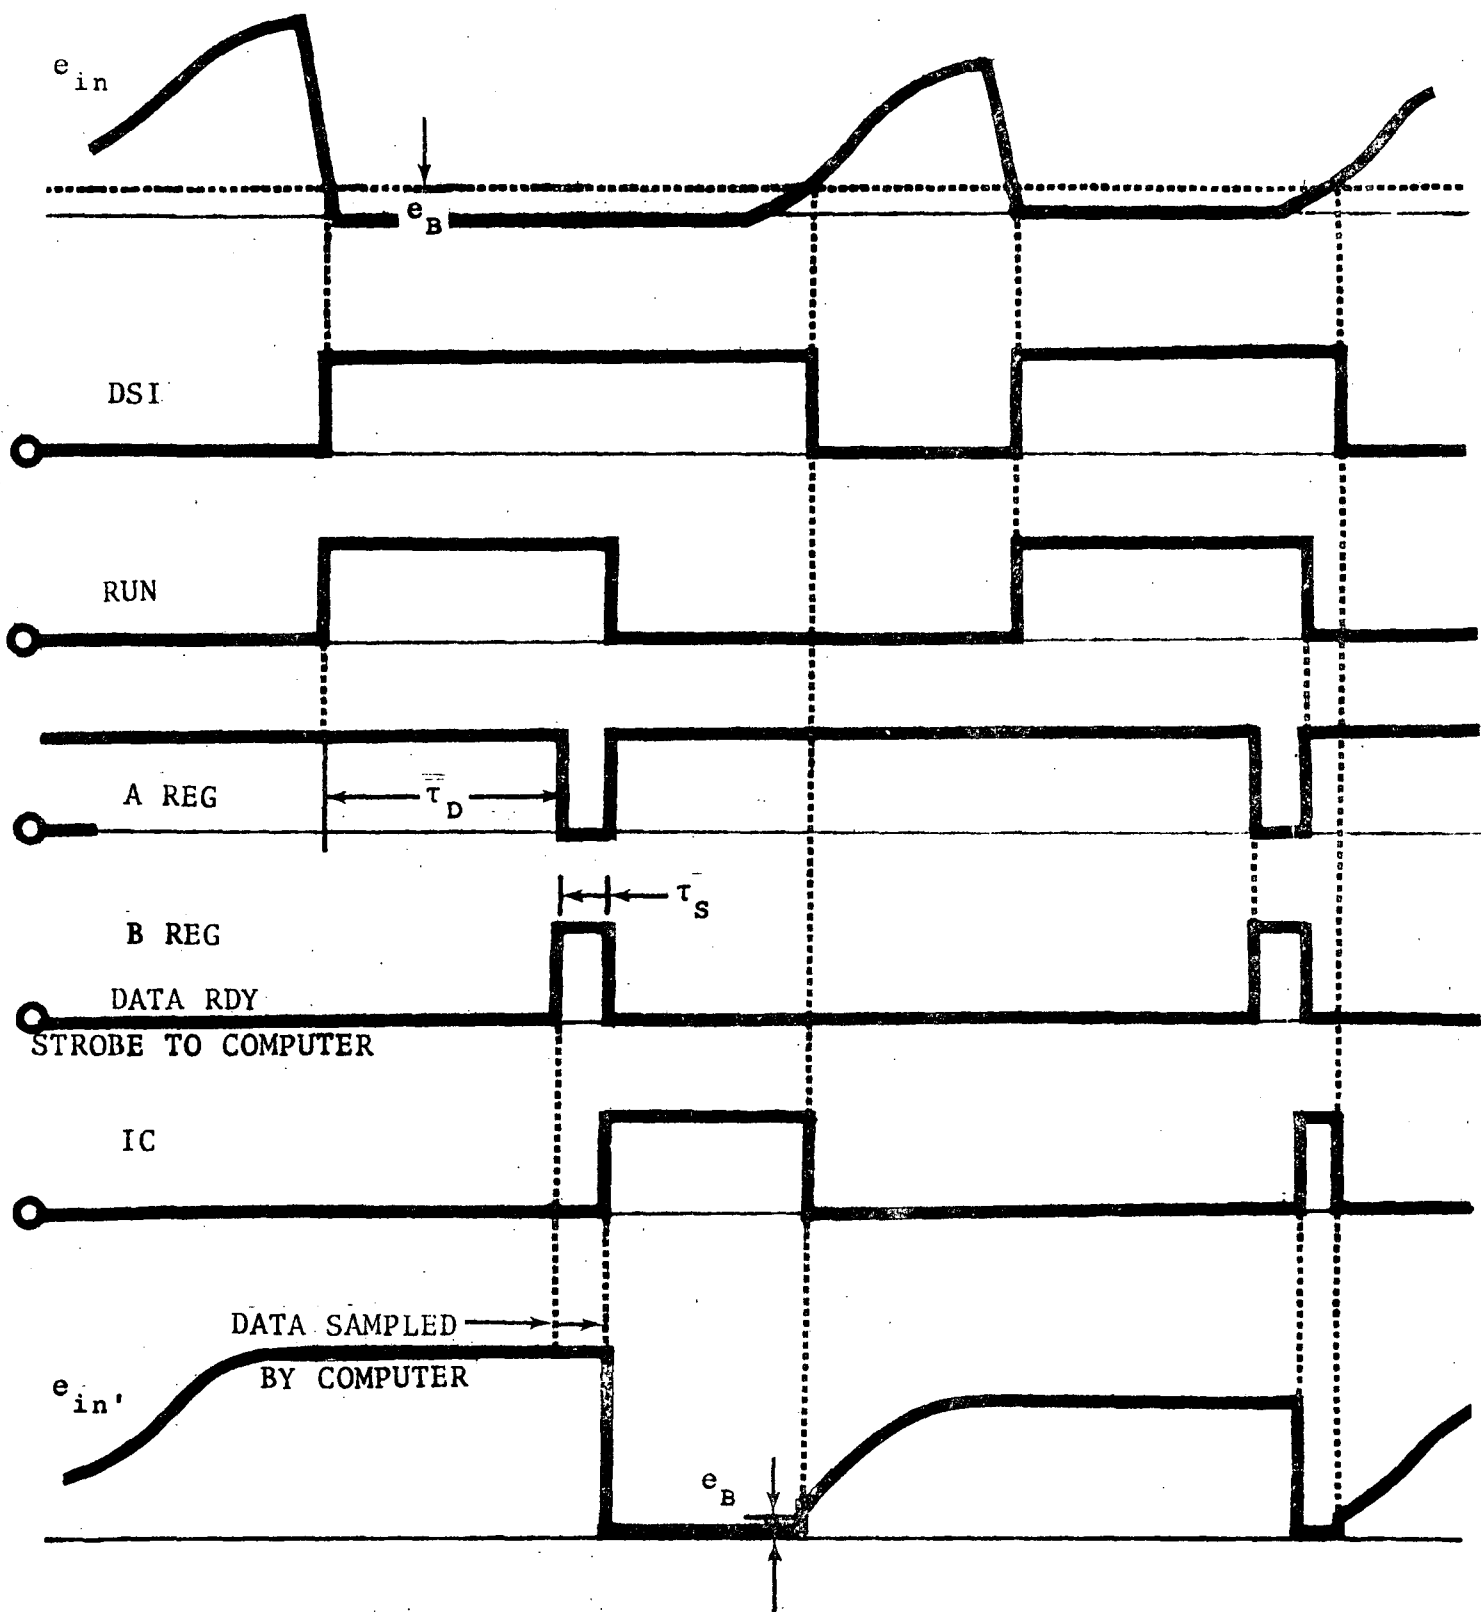 e in
e B
DSI
RUN
A REG
τ D
τ S
B REG
DATA RDY
STROBE TO COMPUTER
IC
DATA SAMPLED
BY COMPUTER
e in'
e B